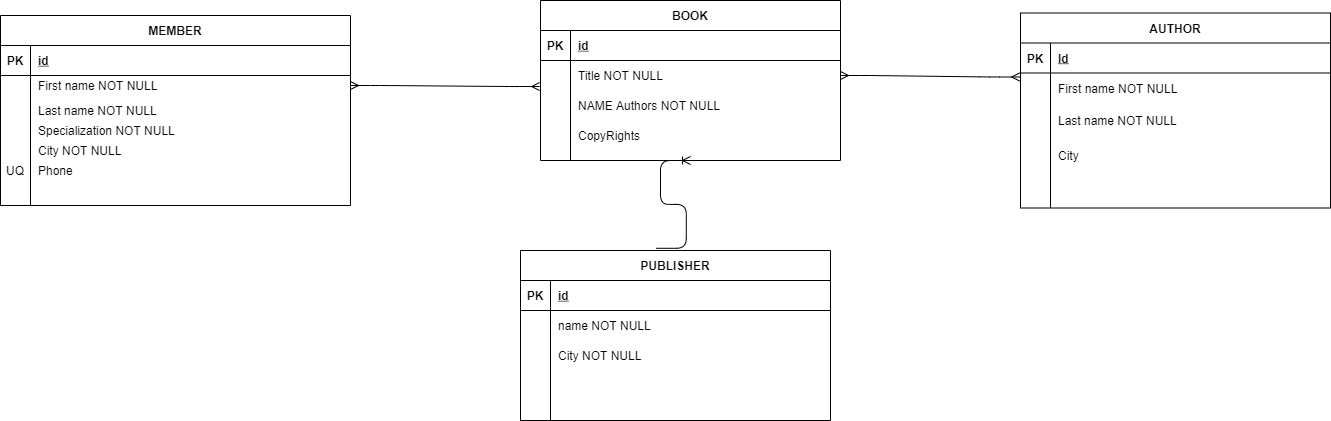 MEMBER
PK id
First name NOT NULL
Last name NOT NULL
Specialization NOT NULL
City NOT NULL
UQ Phone
BOOK
PK id
Title NOT NULL
NAME Authors NOT NULL
CopyRights
AUTHOR
PK Id
First name NOT NULL
Last name NOT NULL
City
PUBLISHER
PK id
name NOT NULL
City NOT NULL